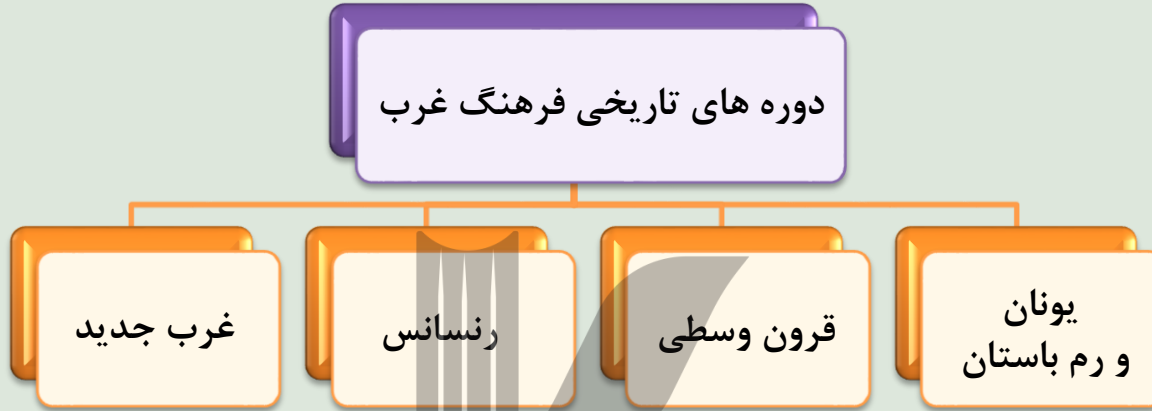 دوره های تاریخی فرهنگ غرب
یونان
و رم باستان
قرون وسطی
رنسانس
غرب جدید